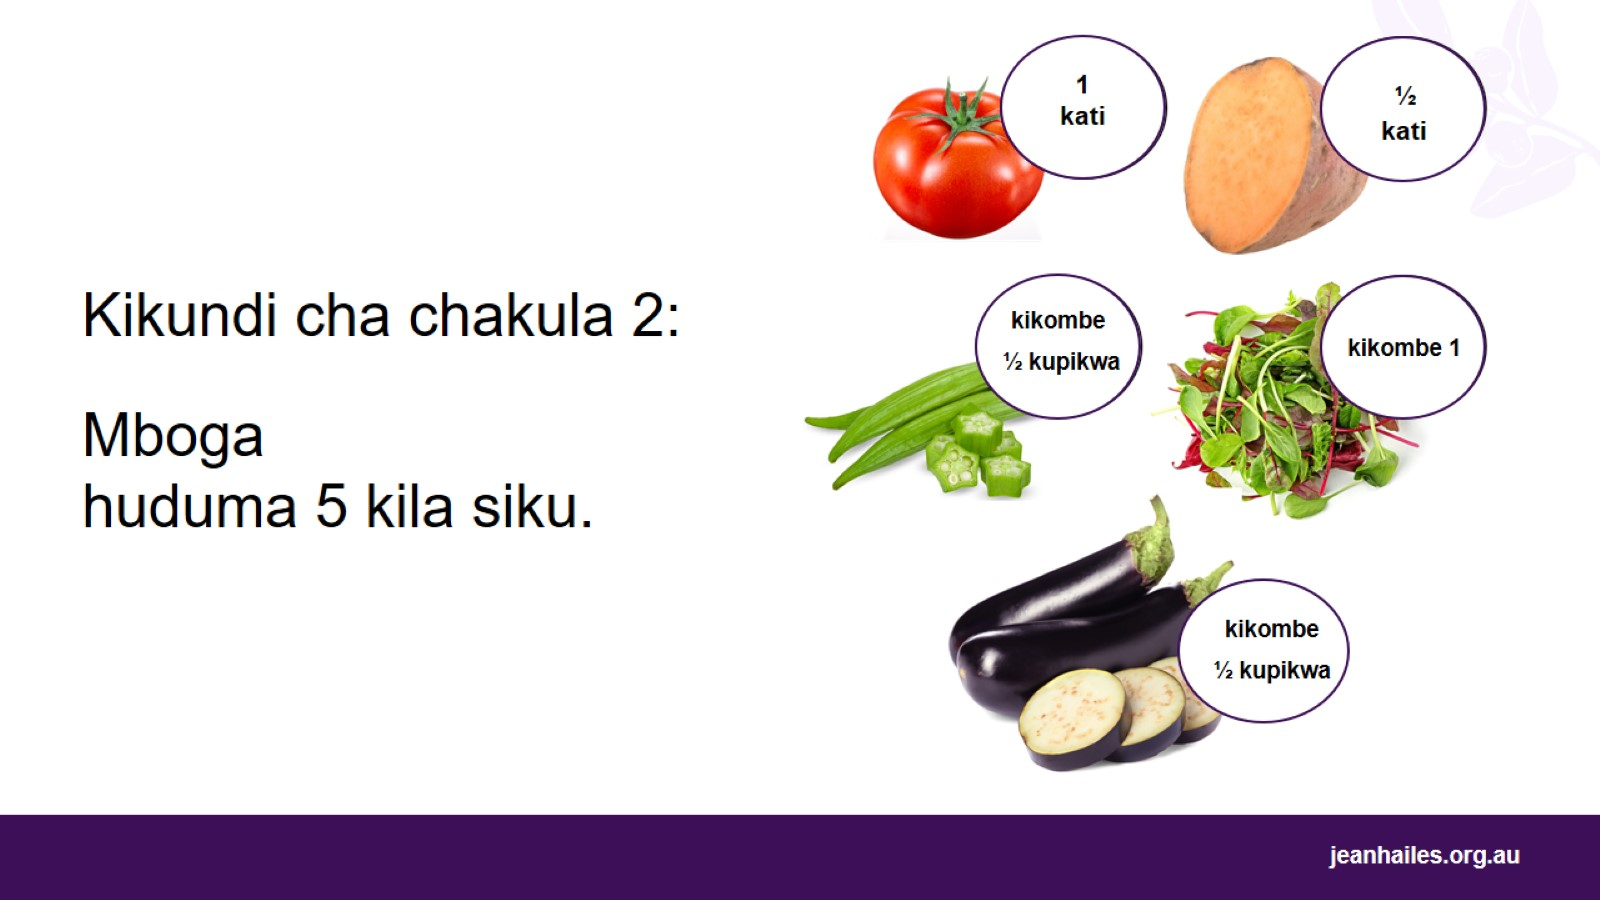 Kikundi cha chakula 2:
Mboga
huduma 5 kila siku.
1
kati
½
kati
kikombe
½ kupikwa
kikombe 1
kikombe
½ kupikwa
jeanhailes.org.au